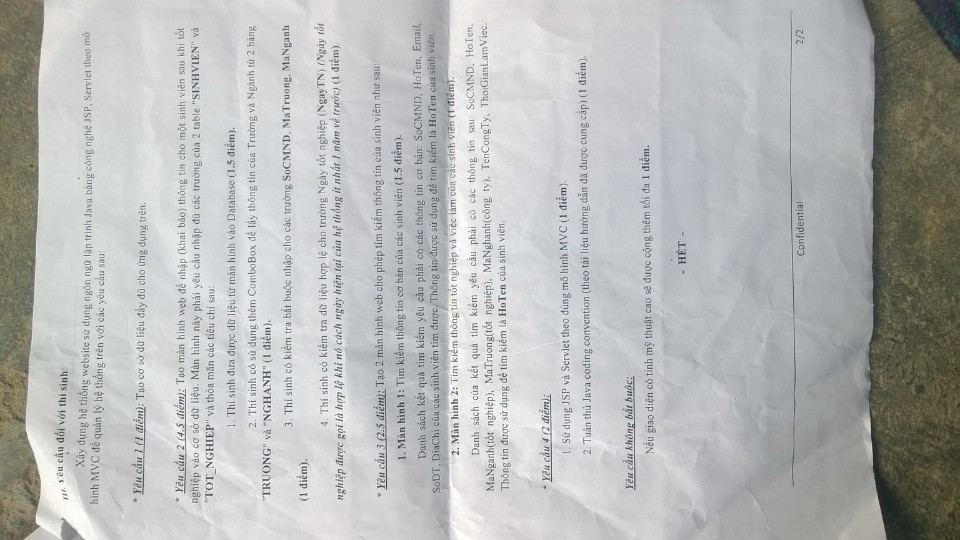 III. Yêu cầu đối với thí sinh:
Xây dựng hệ thống website sử dụng ngôn ngữ lập trình Java bằng công nghệ JSP, Servlet theo mô
hình MVC để quản lý hệ thống trên với các yêu cầu sau:
* Yêu cầu 1 (1 điểm): Tạo cơ sở dữ liệu đầy đủ cho ứng dụng trên.
* Yêu cầu 2 (4.5 điểm): Tạo màn hình web để nhập (khai báo) thông tin cho một sinh viên sau khi tốt
nghiệp vào cơ sở dữ liệu. Màn hình này phải yêu cầu nhập đủ các trường của 2 table "SINHVIEN" và
"TOT_NGHIEP" và thỏa mãn các tiêu chí sau:
1. Thí sinh đưa được dữ liệu từ màn hình vào Database (1.5 điểm).
2. Thí sinh có sử dụng thêm ComboBox để lấy thông tin của Trường và Ngành từ 2 bảng
"TRUONG" và "NGHANH" (1 điểm).
3. Thí sinh có kiểm tra bắt buộc nhập cho các trường SoCMND, MaTruong, MaNganh
(1 điểm).
4. Thí sinh có kiểm tra dữ liệu hợp lệ cho trường Ngày tốt nghiệp (NgayTN) (Ngày tốt
nghiệp được gọi là hợp lệ khi nó cách ngày hiện tại của hệ thống ít nhất 1 năm về trước) (1 điểm).
* Yêu cầu 3 (2.5 điểm): Tạo 2 màn hình web cho phép tìm kiếm thông tin của sinh viên như sau:
1. Màn hình 1: Tìm kiếm thông tin cơ bản của các sinh viên (1.5 điểm).
Danh sách kết quả tìm kiếm yêu cầu phải có các thông tin cơ bản: SoCMND, HoTen, Email,
SoDT, DiaChi của các sinh viên tìm được. Thông tin được sử dụng để tìm kiếm là HoTen của sinh viên.
2. Màn hình 2: Tìm kiếm thông tin tốt nghiệp và việc làm của các sinh viên (1 điểm).
Danh sách của kết quả tìm kiếm yêu cầu phải có các thông tin sau: SoCMND, HoTen,
MaNganh(tốt nghiệp), MaTruong(tốt nghiệp), MaNghanh(công ty), TenCongTy, ThoiGianLamViec.
Thông tin được sử dụng để tìm kiếm là HoTen của sinh viên.
* Yêu cầu 4 (2 điểm):
1. Sử dụng JSP và Servlet theo đúng mô hình MVC (1 điểm).
2. Tuân thủ Java coding convention (theo tài liệu hướng dẫn đã được cung cấp) (1 điểm).
Yêu cầu không bắt buộc:
Nếu giao diện có tính mỹ thuật cao sẽ được cộng thêm tối đa 1 điểm.
- HẾT -
Confidential 2/2